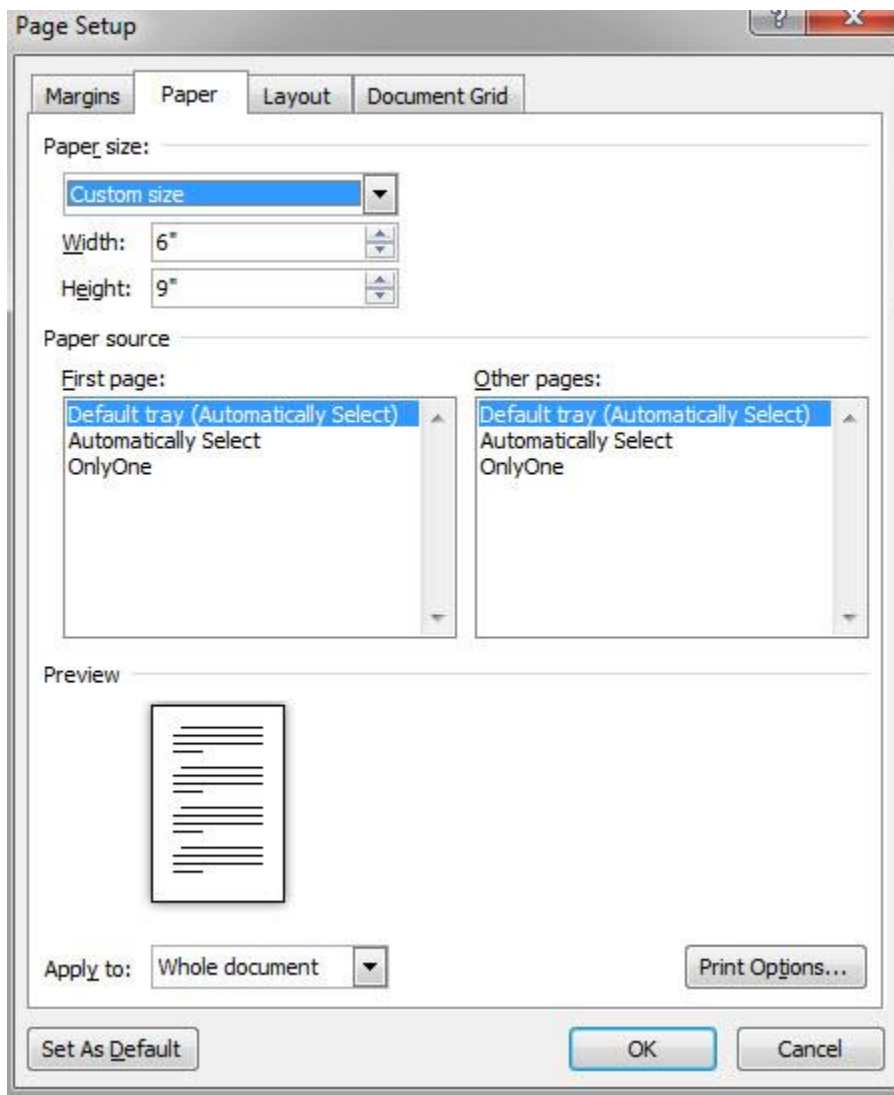 Page Setup
Margins Paper Layout Document Grid
Paper size:
Custom size
Width: 6"
Height: 9"
Paper source
First page: Other pages:
Default tray (Automatically Select) Default tray (Automatically Select)
Automatically Select Automatically Select
OnlyOne OnlyOne
Preview
Apply to: Whole document Print Options...
Set As Default OK Cancel